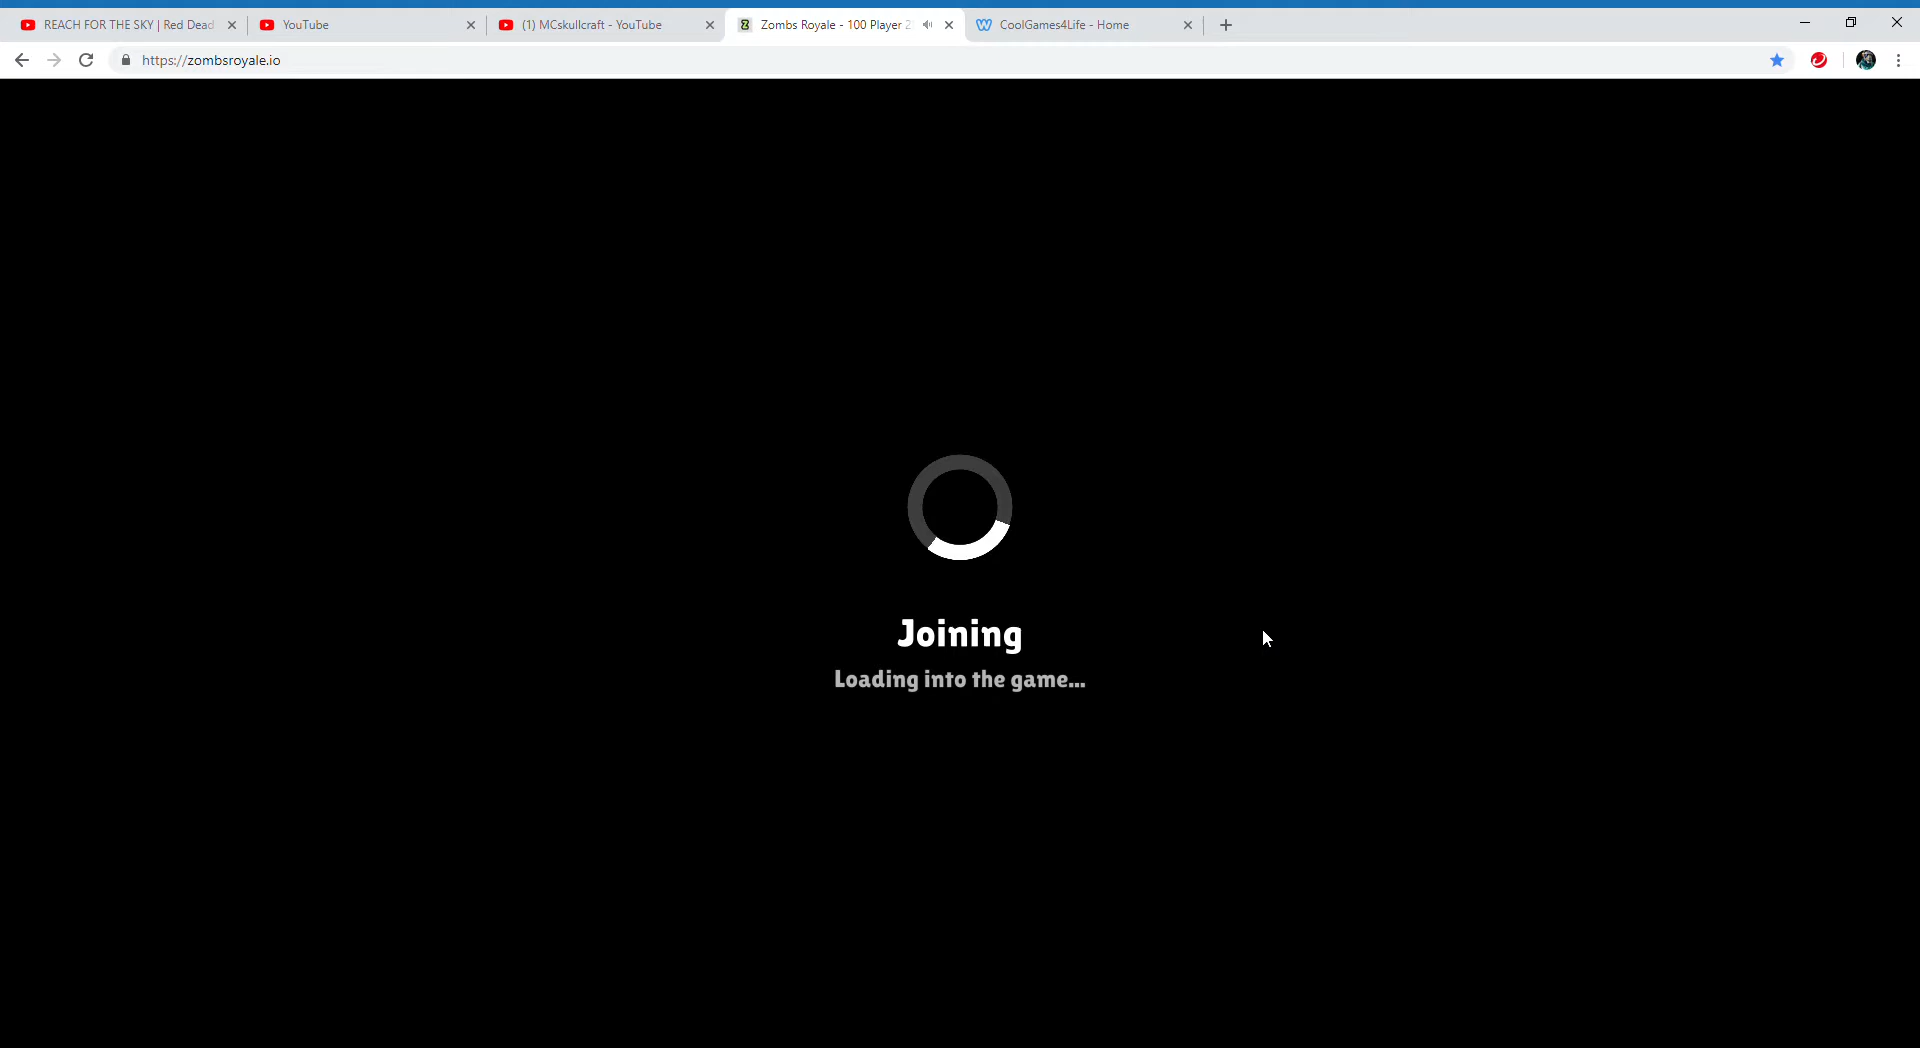 REACH FOR THE SKY | Red Dead
YouTube
(1) MCskullcraft - YouTube
Zombs Royale - 100 Player
CoolGames4Life - Home
https://zombsroyale.io
Joining
Loading into the game...